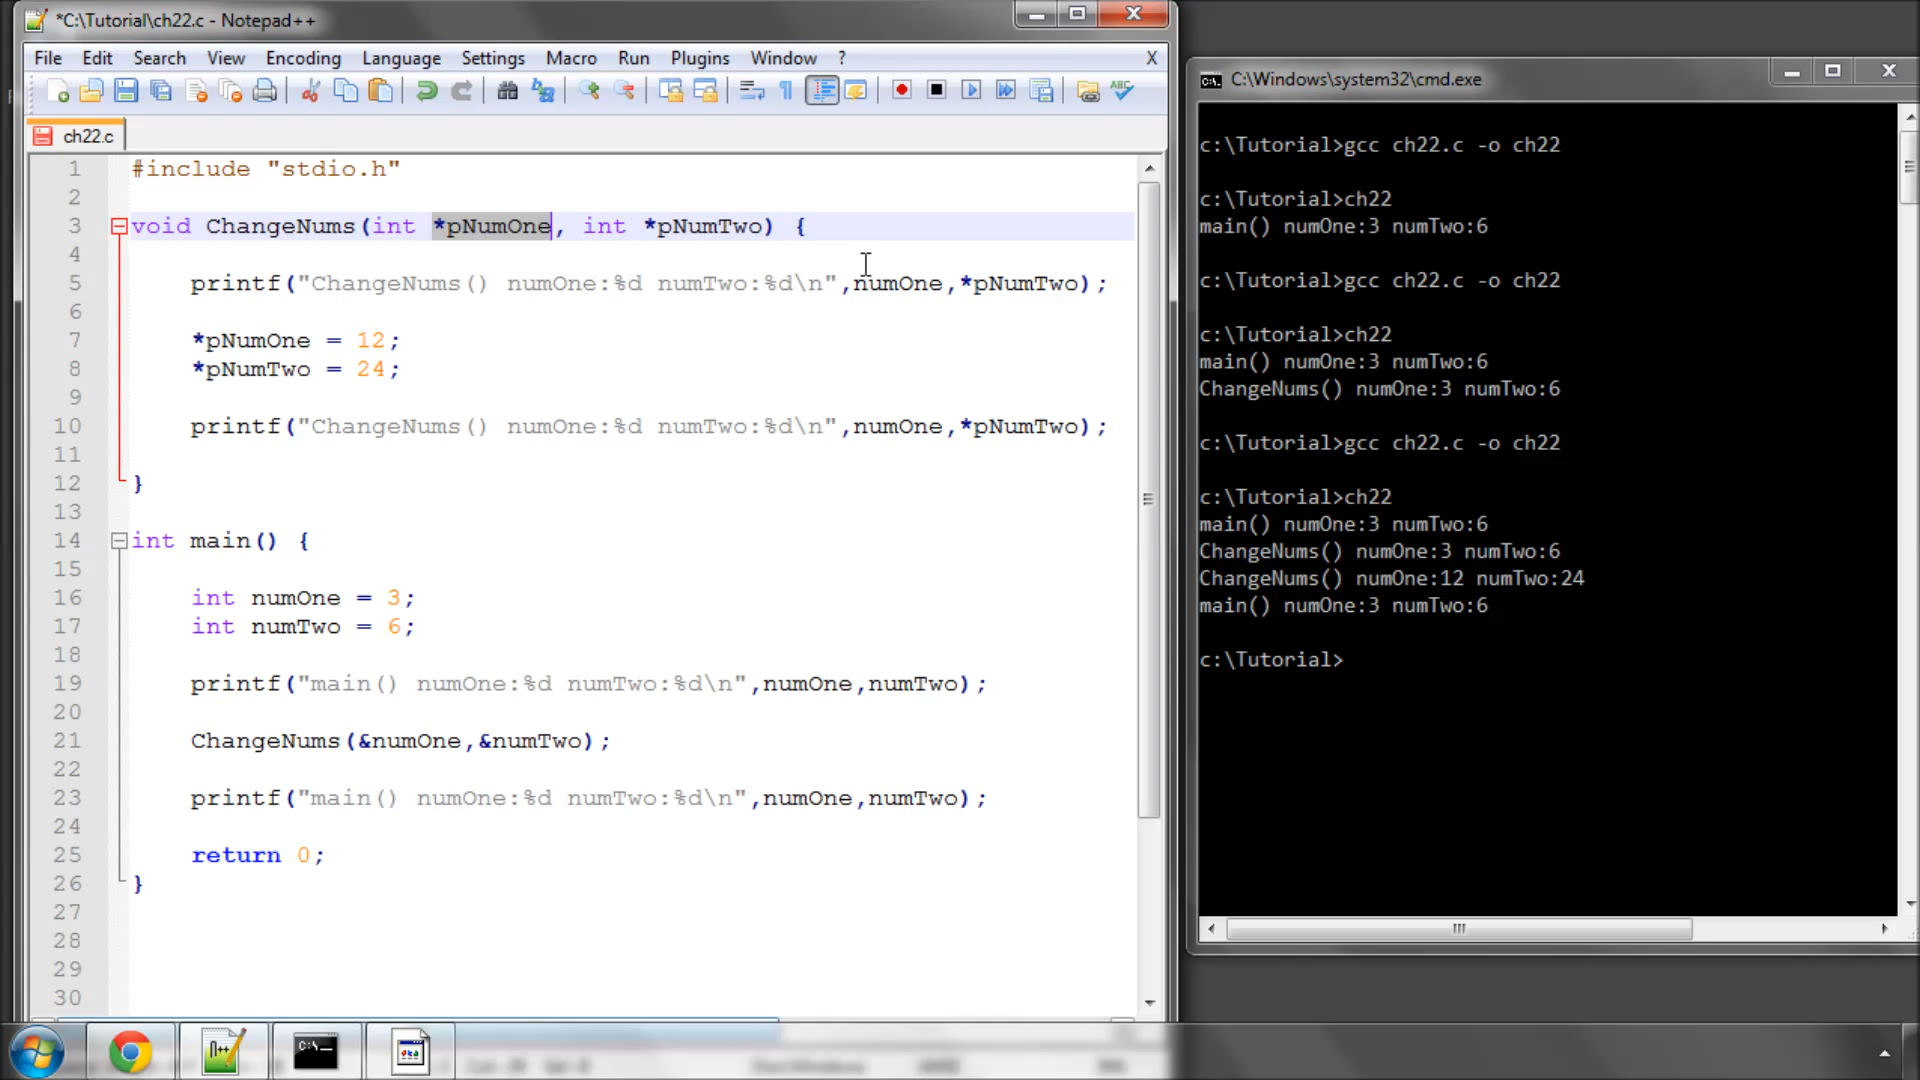 *C:\Tutorial\ch22.c - Notepad++
File Edit Search View Encoding Language Settings Macro Run Plugins Window ? X
ch22.c
1 #include "stdio.h"
2
3 void ChangeNums(int *pNumOne, int *pNumTwo) {
4
5 printf("ChangeNums() numOne:%d numTwo:%d\n",numOne,*pNumTwo);
6
7 *pNumOne = 12;
8 *pNumTwo = 24;
9
10 printf("ChangeNums() numOne:%d numTwo:%d\n",numOne,*pNumTwo);
11
12 }
13
14 int main() {
15
16 int numOne = 3;
17 int numTwo = 6;
18
19 printf("main() numOne:%d numTwo:%d\n",numOne,numTwo);
20
21 ChangeNums(&numOne,&numTwo);
22
23 printf("main() numOne:%d numTwo:%d\n",numOne,numTwo);
24
25 return 0;
26 }
27
28
29
30
C:\Windows\system32\cmd.exe
c:\Tutorial>gcc ch22.c -o ch22
c:\Tutorial>ch22
main() numOne:3 numTwo:6
c:\Tutorial>gcc ch22.c -o ch22
c:\Tutorial>ch22
main() numOne:3 numTwo:6
ChangeNums() numOne:3 numTwo:6
c:\Tutorial>gcc ch22.c -o ch22
c:\Tutorial>ch22
main() numOne:3 numTwo:6
ChangeNums() numOne:3 numTwo:6
ChangeNums() numOne:12 numTwo:24
main() numOne:3 numTwo:6
c:\Tutorial>